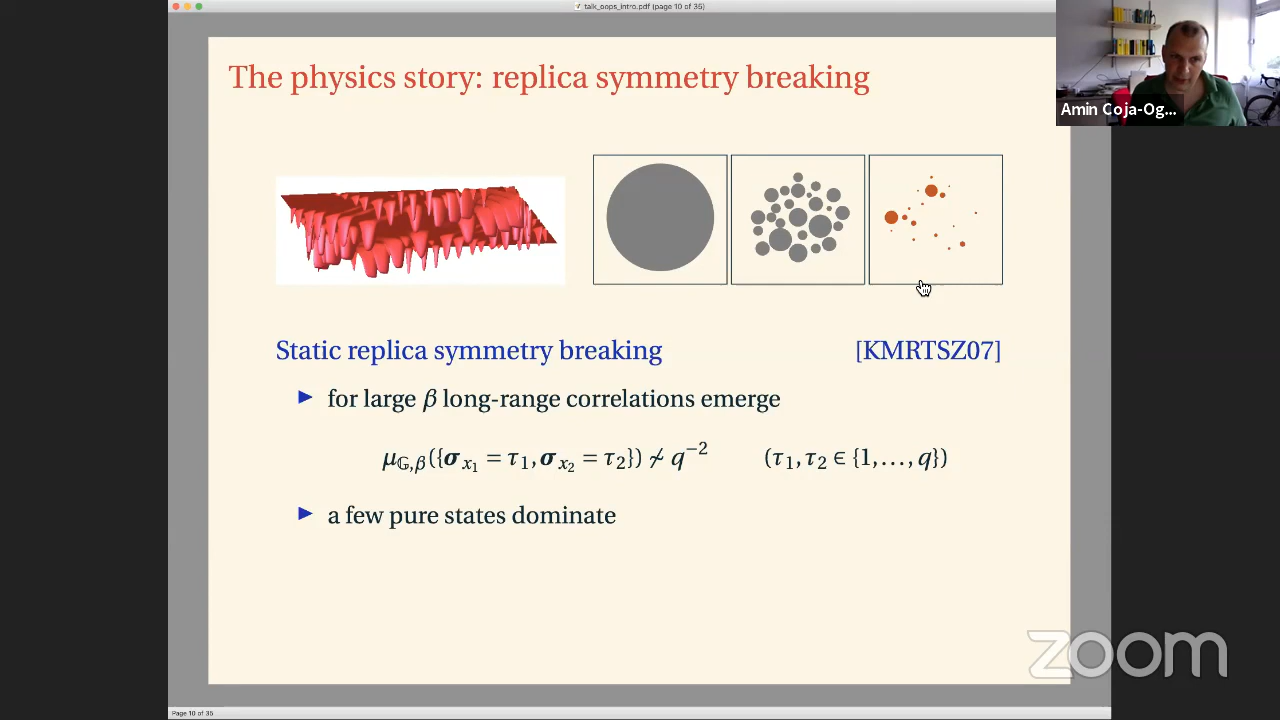 talk_oops_intro.pdf (page 10 of 35)
The physics story: replica symmetry breaking
Amin Coja-Og...
Static replica symmetry breaking [KMRTSZ07]
► for large β long-range correlations emerge
μ𝔾,β({σx1 = τ1, σx2 = τ2}) ≁ q−2 (τ1, τ2 ∈ {1, …, q})
► a few pure states dominate
zoom
Page 10 of 35